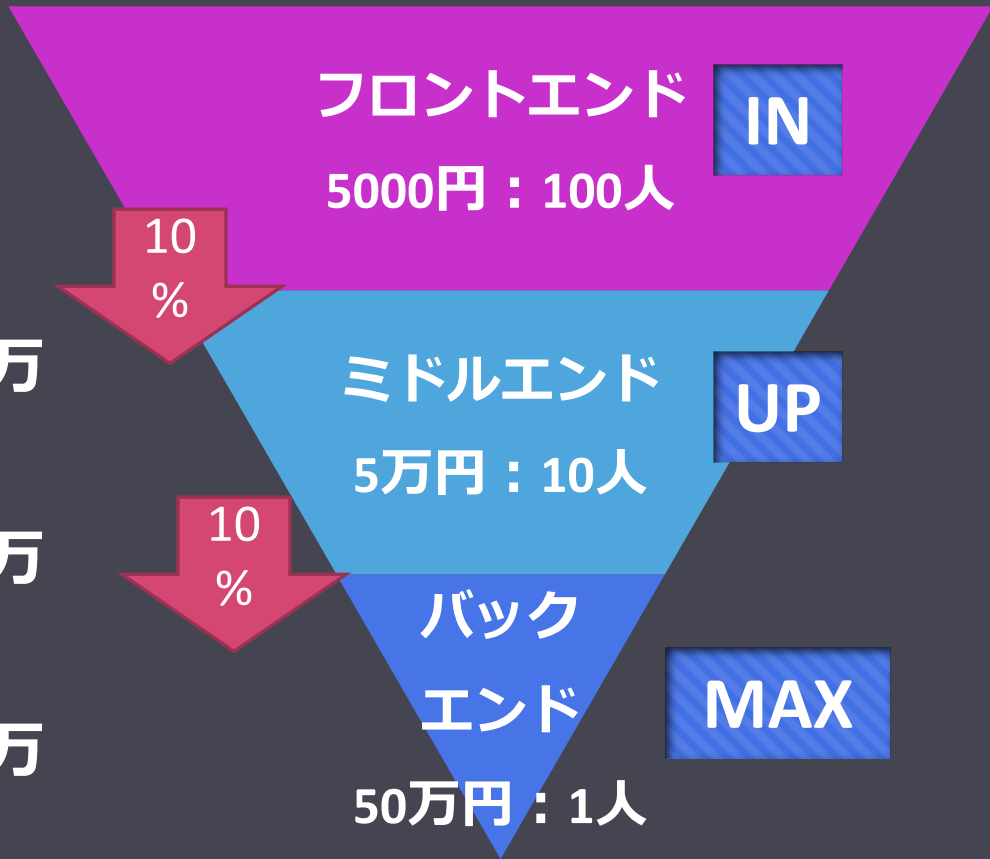 フロントエンド
5000円：100人
IN
10
%
万
ミドルエンド
5万円：10人
UP
万
10
%
バック
エンド
50万円：1人
MAX
万